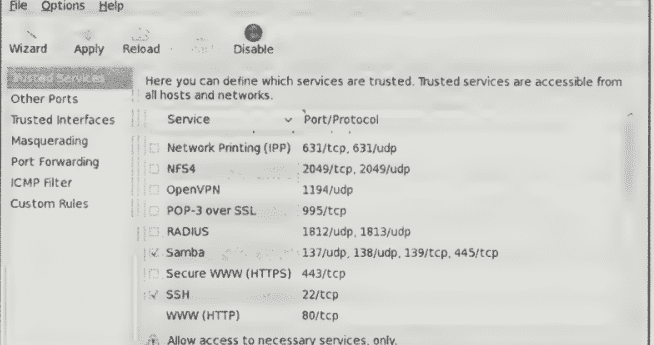 File Options Help
Wizard Apply Reload Disable
Trusted Services
Other Ports
Trusted Interfaces
Masquerading
Port Forwarding
ICMP Filter
Custom Rules
Here you can define which services are trusted. Trusted services are accessible from
all hosts and networks.
Service Port/Protocol
Network Printing (IPP) 631/tcp, 631/udp
NFS4 2049/tcp, 2049/udp
OpenVPN 1194/udp
POP-3 over SSL 995/tcp
RADIUS 1812/udp, 1813/udp
Samba 137/udp, 138/udp, 139/tcp, 445/tcp
Secure WWW (HTTPS) 443/tcp
SSH 22/tcp
WWW (HTTP) 80/tcp
Allow access to necessary services, only.